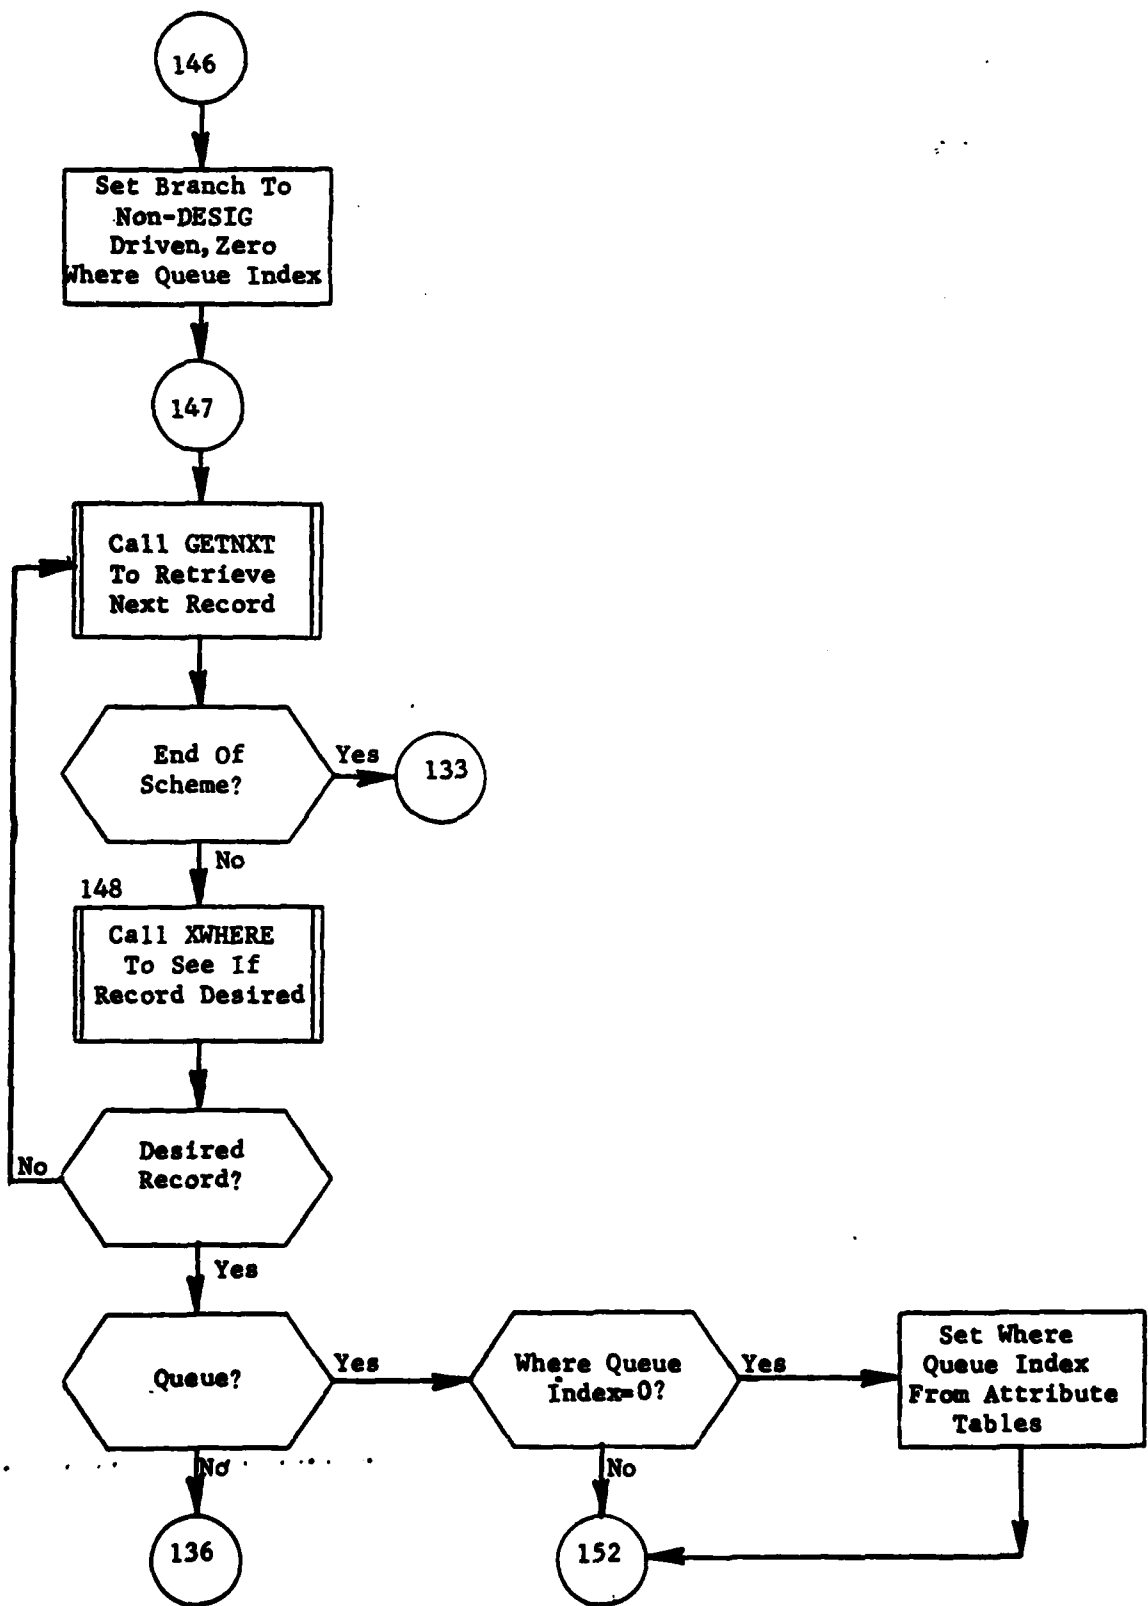 146
Set Branch To
Non-DESIG
Driven, Zero
Where Queue Index
147
Call GETNXT
To Retrieve
Next Record
End Of
Scheme?
Yes
133
No
148
Call XWHERE
To See If
Record Desired
Desired
Record?
No
Yes
Queue?
Yes
Where Queue
Index=0?
Yes
Set Where
Queue Index
From Attribute
Tables
No
No
136
152